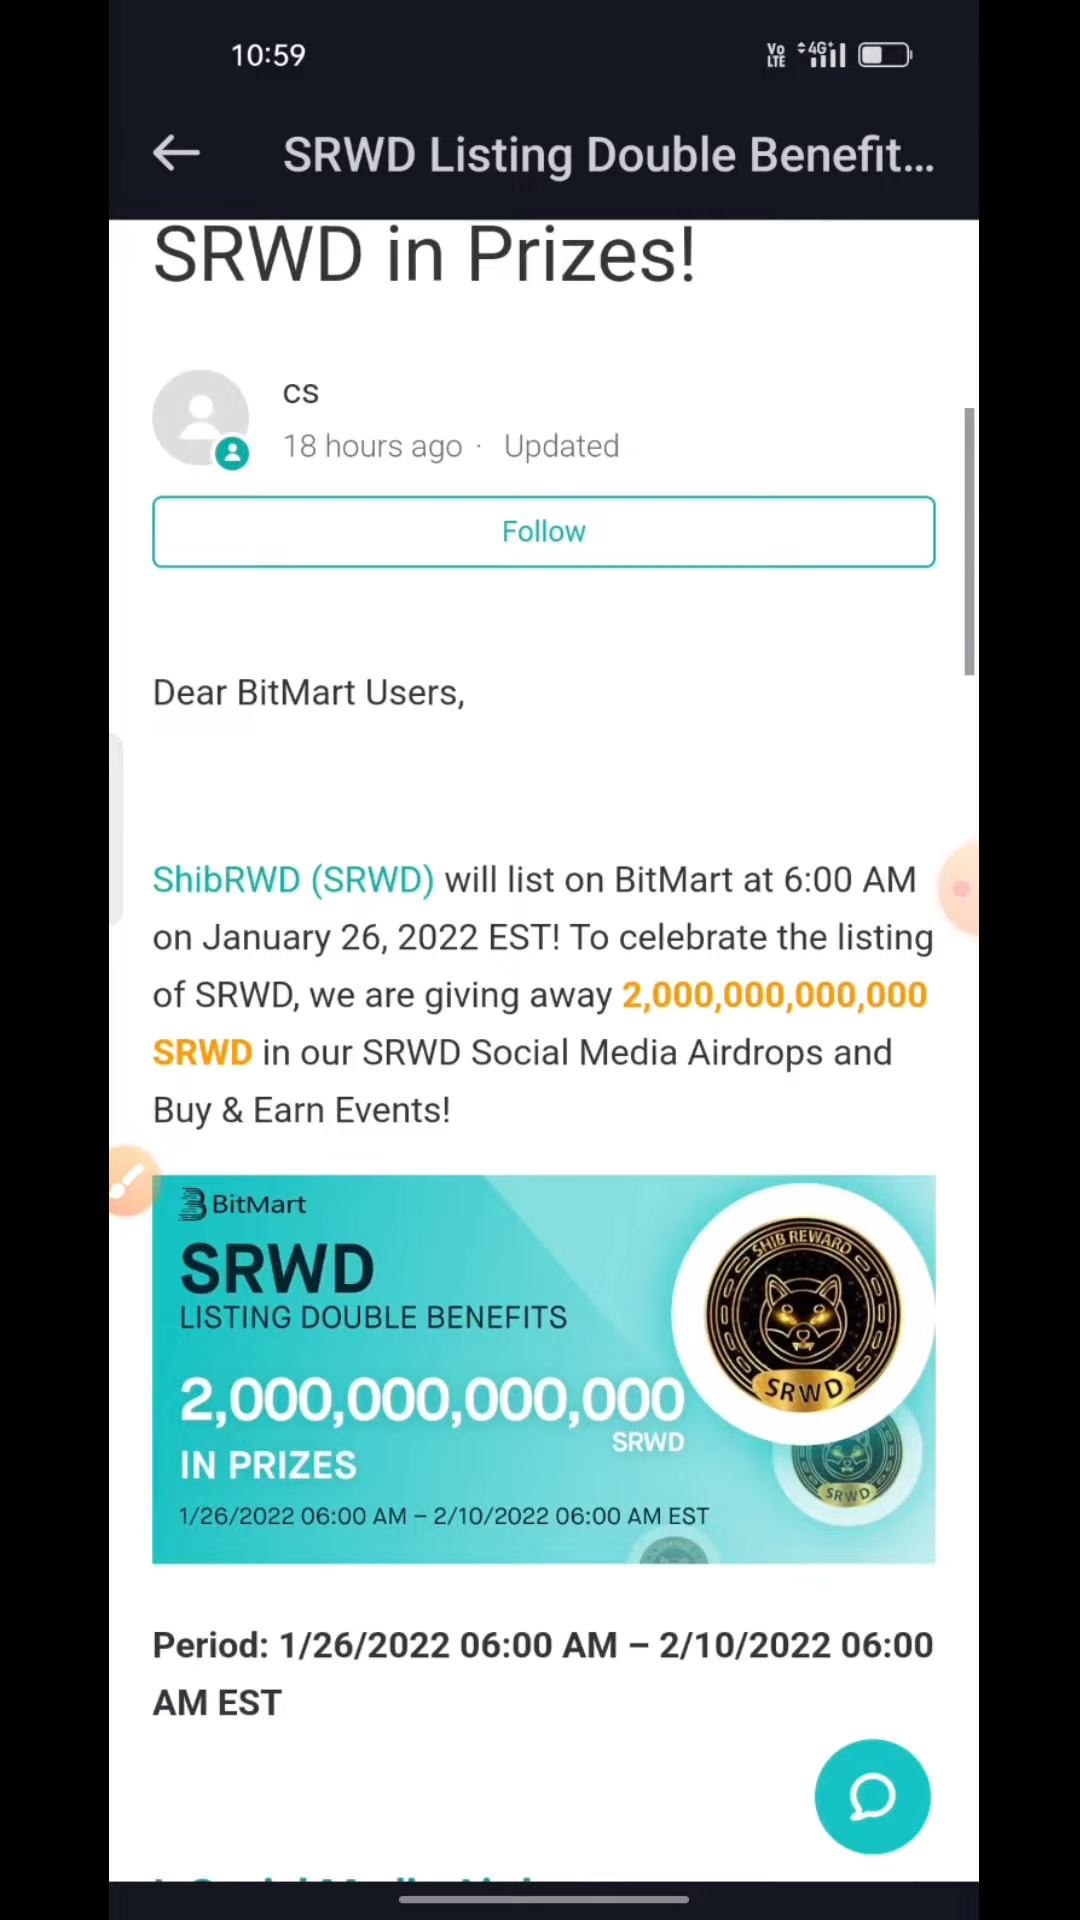 10:59
Vo LTE 4G+
SRWD Listing Double Benefit...
SRWD in Prizes!
cs
18 hours ago · Updated
Follow
Dear BitMart Users,
ShibRWD (SRWD) will list on BitMart at 6:00 AM
on January 26, 2022 EST! To celebrate the listing
of SRWD, we are giving away 2,000,000,000,000
SRWD in our SRWD Social Media Airdrops and
Buy & Earn Events!
BitMart
SRWD
LISTING DOUBLE BENEFITS
2,000,000,000,000
SRWD
IN PRIZES
1/26/2022 06:00 AM – 2/10/2022 06:00 AM EST
SHIB REWARD
SRWD
SRWD
Period: 1/26/2022 06:00 AM – 2/10/2022 06:00
AM EST